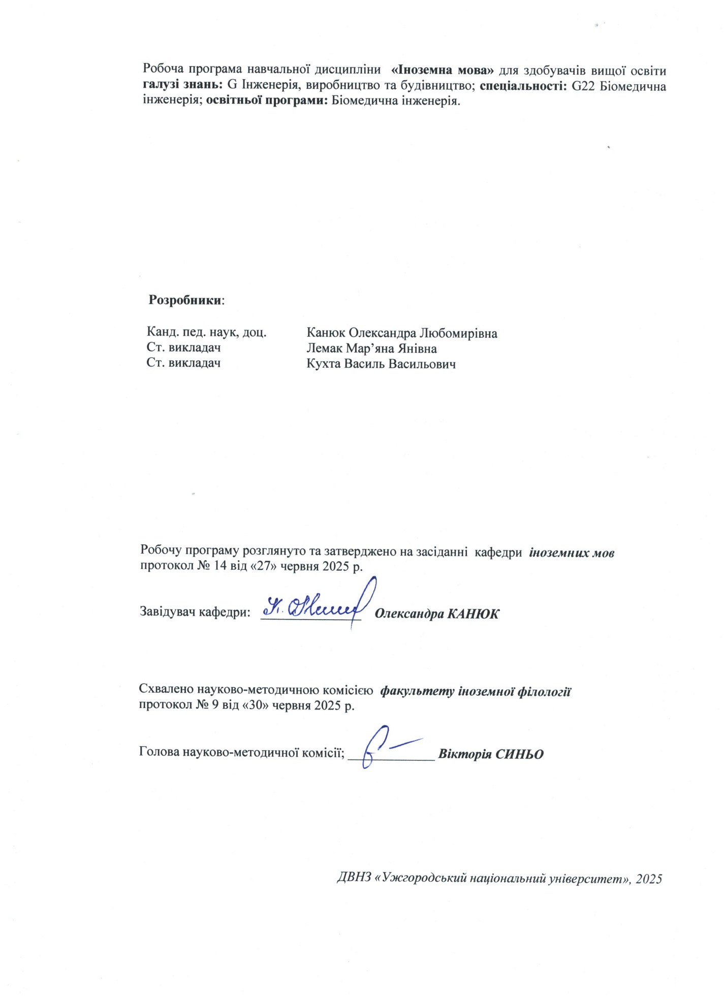 Робоча програма навчальної дисципліни «Іноземна мова» для здобувачів вищої освіти
галузі знань: G Інженерія, виробництво та будівництво; спеціальності: G22 Біомедична
інженерія; освітньої програми: Біомедична інженерія.
Розробники:
Канд. пед. наук, доц. Канюк Олександра Любомирівна
Ст. викладач Лемак Мар’яна Янівна
Ст. викладач Кухта Василь Васильович
Робочу програму розглянуто та затверджено на засіданні кафедри іноземних мов
протокол № 14 від «27» червня 2025 р.
Завідувач кафедри: Олександра КАНЮК
Схвалено науково-методичною комісією факультету іноземної філології
протокол № 9 від «30» червня 2025 р.
Голова науково-методичної комісії; Вікторія СИНЬО
ДВНЗ «Ужгородський національний університет», 2025